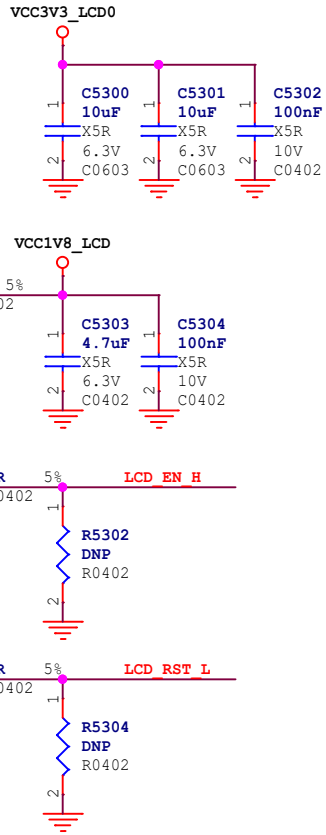 VCC3V3_LCD0
C5300 C5301 C5302
10uF 10uF 100nF
1 X5R 1 X5R 1 X5R
2 6.3V 2 6.3V 2 10V
C0603 C0603 C0402
VCC1V8_LCD
5%
02
C5303 C5304
4.7uF 100nF
1 X5R 1 X5R
2 6.3V 2 10V
C0402 C0402
R 5% LCD_EN_H
0402
1
R5302
DNP
R0402
2
R 5% LCD_RST_L
0402
1
R5304
DNP
R0402
2